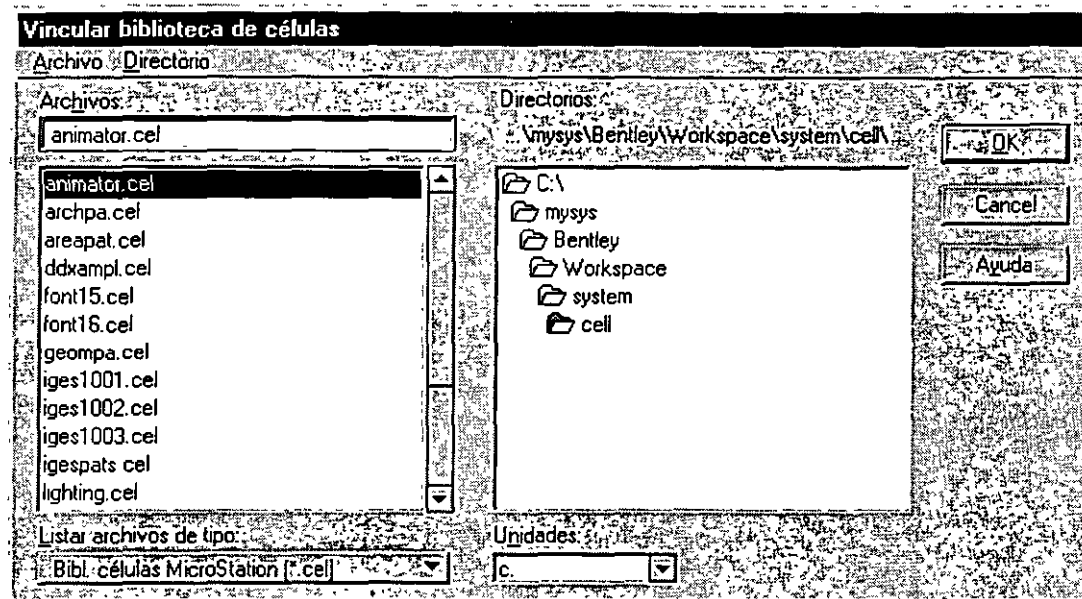 Vincular biblioteca de células
Archivo Directorio
Archivos:
animator.cel
animator.cel
archpa.cel
areapat.cel
ddxampl.cel
font15.cel
font16.cel
geompa.cel
iges1001.cel
iges1002.cel
iges1003.cel
igespats.cel
lighting.cel
Listar archivos de tipo:
Bibl. células MicroStation [*.cel]
Directorios:
...\mysys\Bentley\Workspace\system\cell\
C:\
mysys
Bentley
Workspace
system
cell
Unidades:
c:
OK
Cancel
Ayuda